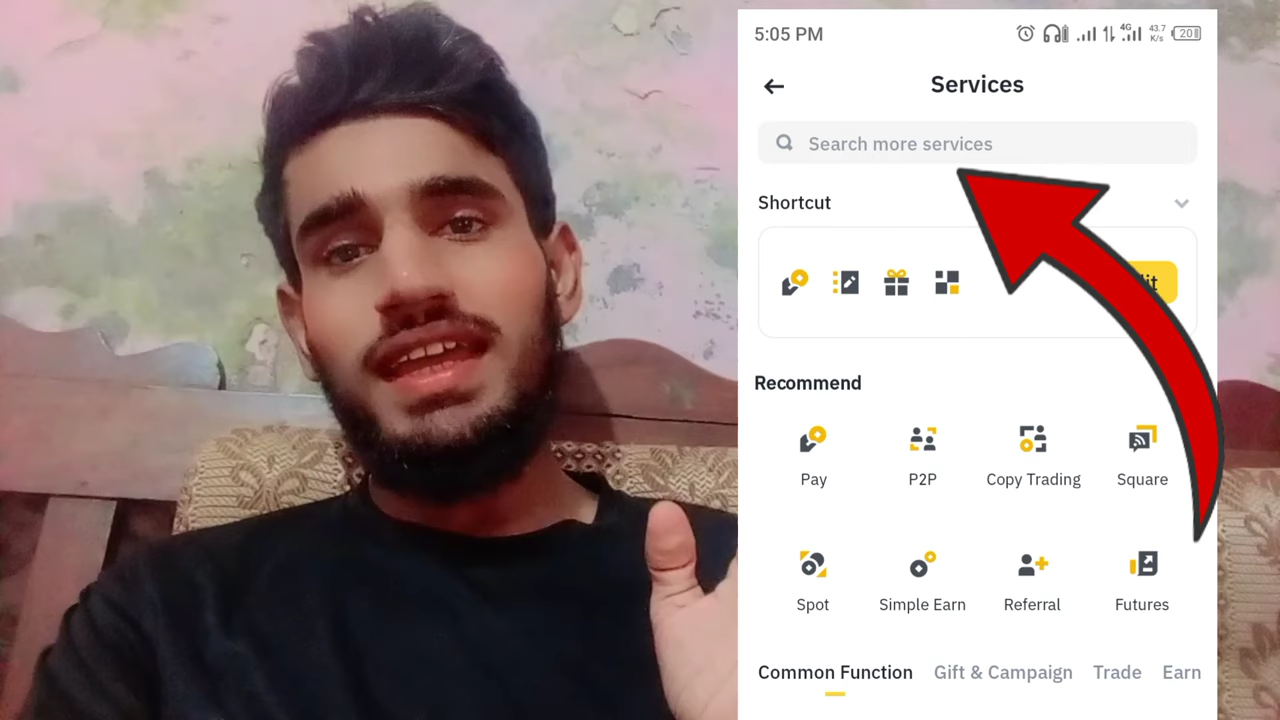 5:05 PM
4G 43.7 K/s 20
Services
Search more services
Shortcut
Recommend
Pay P2P Copy Trading Square
Spot Simple Earn Referral Futures
Common Function Gift & Campaign Trade Earn